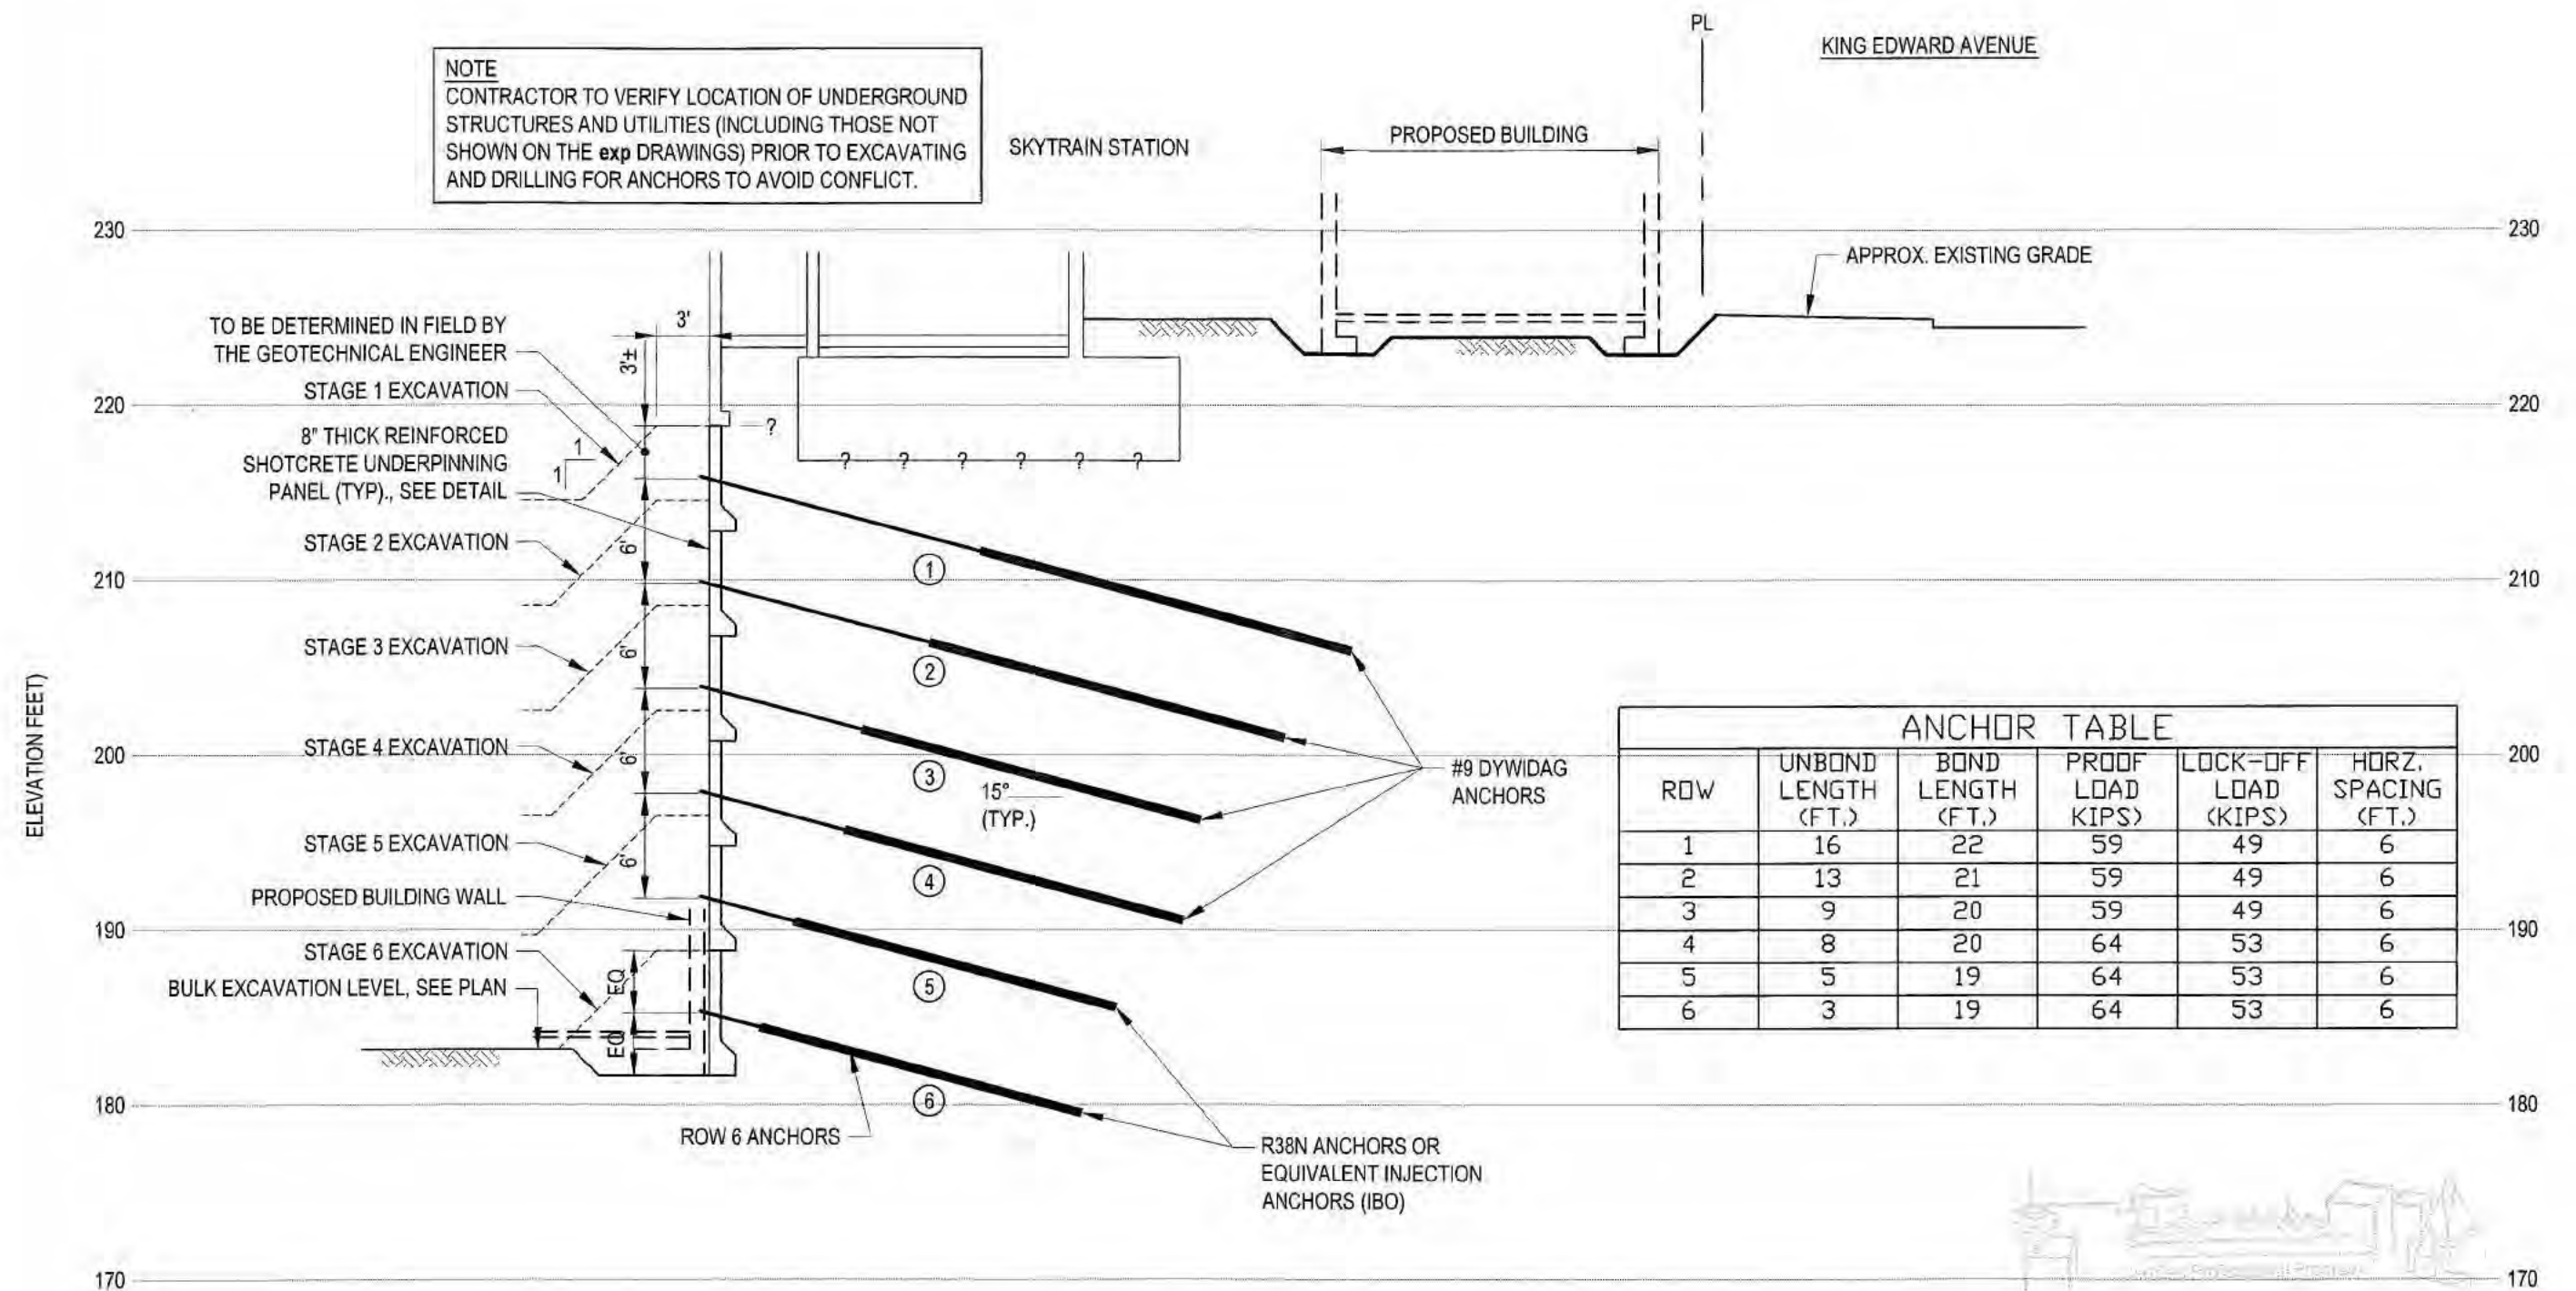 PL
KING EDWARD AVENUE
NOTE
CONTRACTOR TO VERIFY LOCATION OF UNDERGROUND
STRUCTURES AND UTILITIES (INCLUDING THOSE NOT
SHOWN ON THE exp DRAWINGS) PRIOR TO EXCAVATING
AND DRILLING FOR ANCHORS TO AVOID CONFLICT.
SKYTRAIN STATION
PROPOSED BUILDING
230
230
APPROX. EXISTING GRADE
TO BE DETERMINED IN FIELD BY
THE GEOTECHNICAL ENGINEER
3'
3'±
STAGE 1 EXCAVATION
220
220
8" THICK REINFORCED
SHOTCRETE UNDERPINNING
PANEL (TYP)., SEE DETAIL
1
1
?
? ? ? ? ? ?
STAGE 2 EXCAVATION
6'
210
210
1
STAGE 3 EXCAVATION
6'
2
ELEVATION FEET)
STAGE 4 EXCAVATION
6'
200
200
3
15°
(TYP.)
#9 DYWIDAG
ANCHORS
STAGE 5 EXCAVATION
6'
4
PROPOSED BUILDING WALL
190
190
STAGE 6 EXCAVATION
BULK EXCAVATION LEVEL, SEE PLAN
EQ
EQ
5
6
180
180
ROW 6 ANCHORS
R38N ANCHORS OR
EQUIVALENT INJECTION
ANCHORS (IBO)
170
170
ANCHOR TABLE
ROW UNBOND LENGTH (FT.) BOND LENGTH (FT.) PROOF LOAD KIPS) LOCK-OFF LOAD (KIPS) HORZ. SPACING (FT.)
1 16 22 59 49 6
2 13 21 59 49 6
3 9 20 59 49 6
4 8 20 64 53 6
5 5 19 64 53 6
6 3 19 64 53 6